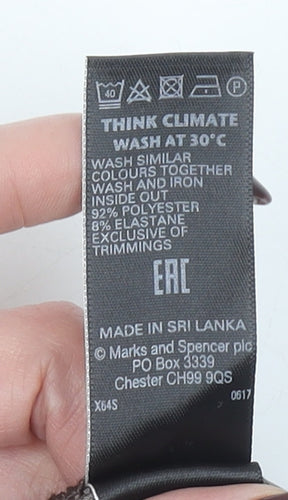 40 P
THINK CLIMATE
WASH AT 30°C
WASH SIMILAR
COLOURS TOGETHER
WASH AND IRON
INSIDE OUT
92% POLYESTER
8% ELASTANE
EXCLUSIVE OF
TRIMMINGS
EAC
MADE IN SRI LANKA
© Marks and Spencer plc
PO Box 3339
Chester CH99 9QS
X64S 0617